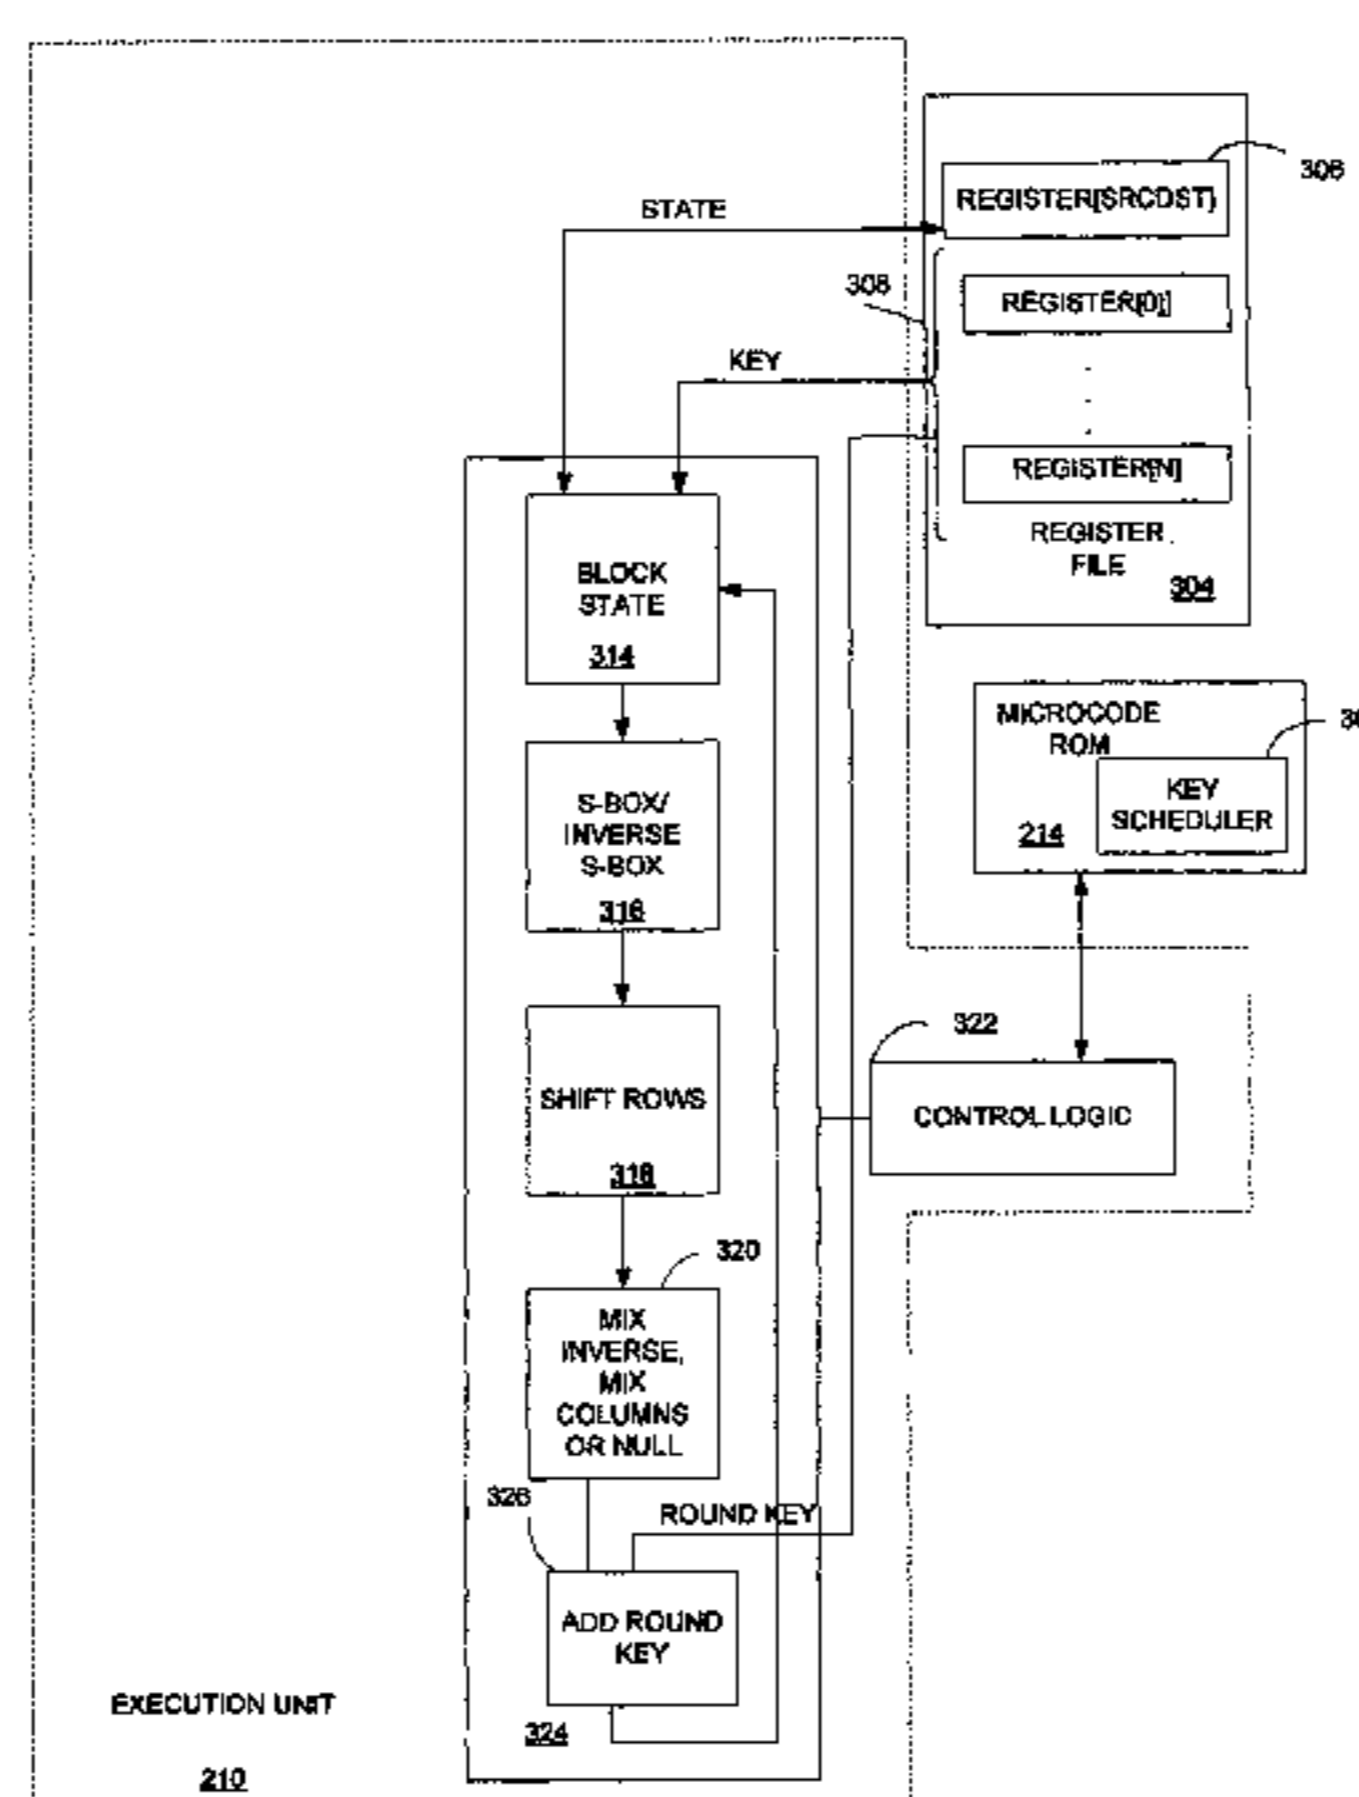 306
REGISTER[SRCDST)
STATE
308
REGISTER[0)]
KEY
REGISTER[N]
REGISTER
FILE
304
BLOCK
STATE
314
MICROCODE
ROM
KEY
SCHEDULER
214
S-BOX/
INVERSE
S-BOX
316
322
SHIFT ROWS
CONTROL LOGIC
318
320
MIX
INVERSE,
MIX
COLUMNS
OR NULL
326
ROUND KEY
ADD ROUND
KEY
EXECUTION UNIT
324
210